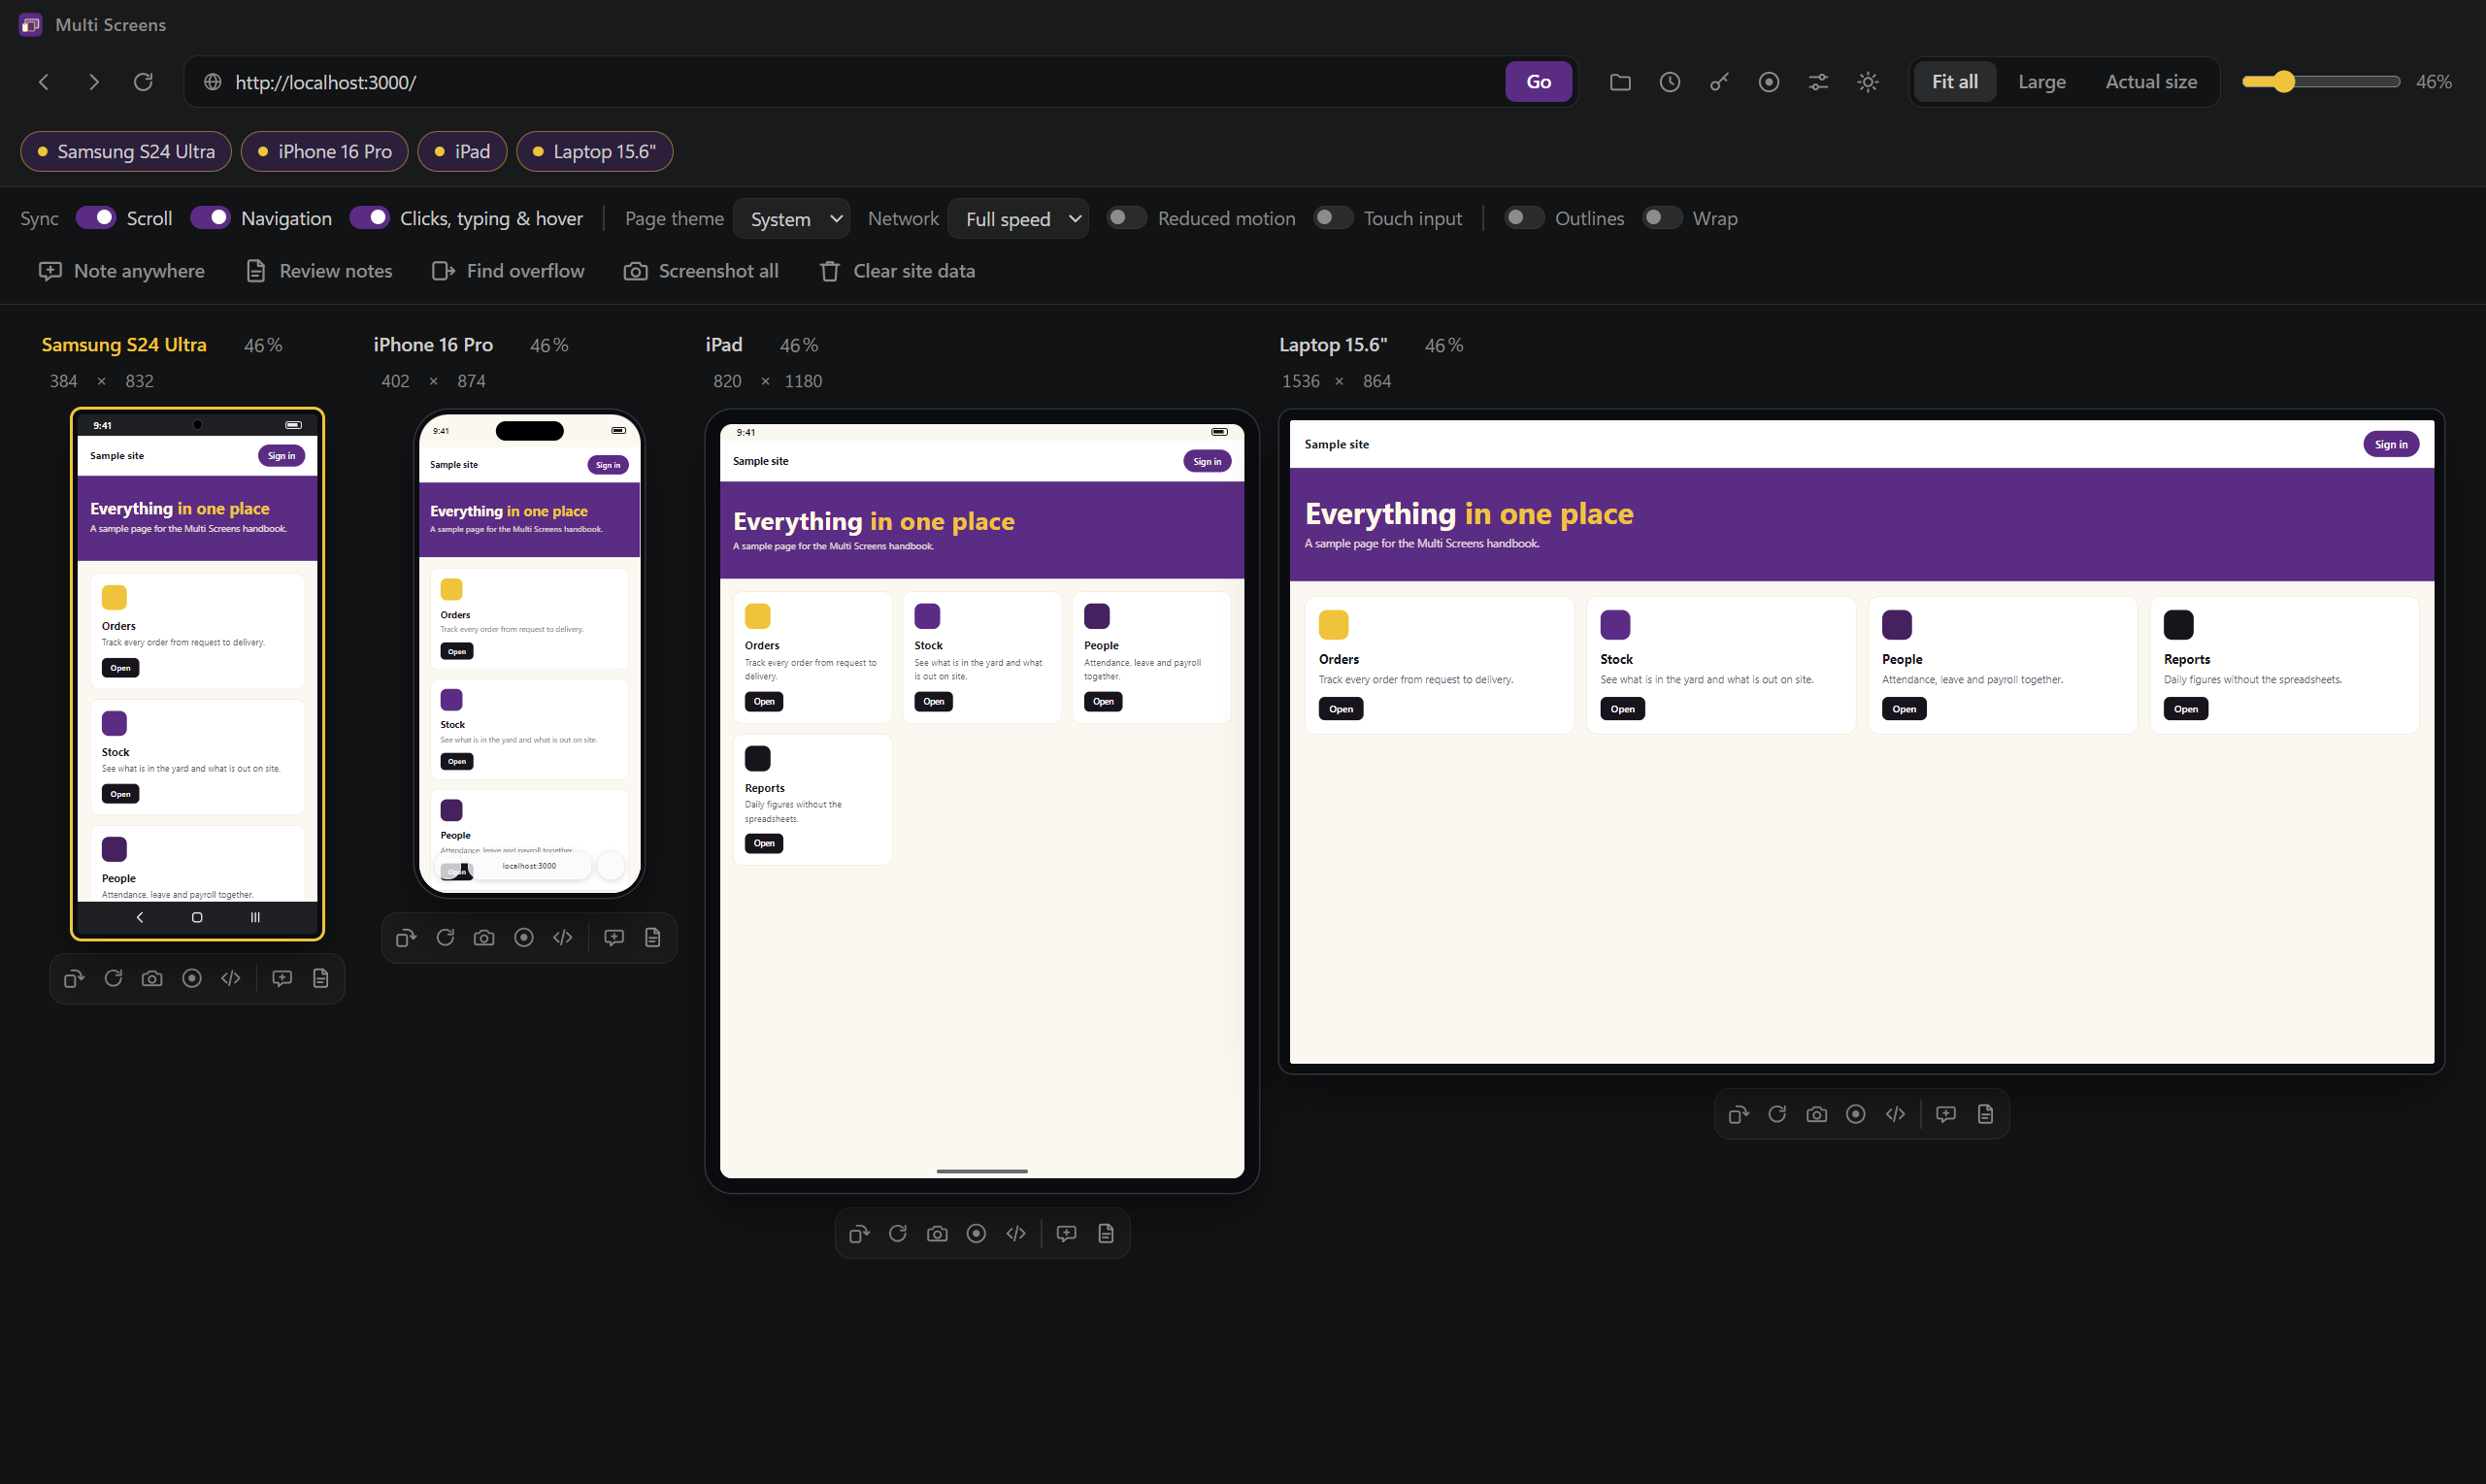 Multi Screens
http://localhost:3000/
Go
Fit all Large Actual size 46%
Samsung S24 Ultra iPhone 16 Pro iPad Laptop 15.6"
Sync Scroll Navigation Clicks, typing & hover Page theme System Network Full speed Reduced motion Touch input Outlines Wrap
Note anywhere Review notes Find overflow Screenshot all Clear site data
Samsung S24 Ultra 46%
384 × 832
9:41
Sample site Sign in
Everything in one place
A sample page for the Multi Screens handbook.
Orders
Track every order from request to delivery.
Open
Stock
See what is in the yard and what is out on site.
Open
People
Attendance, leave and payroll together.
iPhone 16 Pro 46%
402 × 874
9:41
Sample site Sign in
Everything in one place
A sample page for the Multi Screens handbook.
Orders
Track every order from request to delivery.
Open
Stock
See what is in the yard and what is out on site.
Open
People
Attendance, leave and payroll together.
Open
localhost:3000
iPad 46%
820 × 1180
9:41
Sample site Sign in
Everything in one place
A sample page for the Multi Screens handbook.
Orders
Track every order from request to
delivery.
Open
Stock
See what is in the yard and what
is out on site.
Open
People
Attendance, leave and payroll
together.
Open
Reports
Daily figures without the
spreadsheets.
Open
Laptop 15.6" 46%
1536 × 864
Sample site Sign in
Everything in one place
A sample page for the Multi Screens handbook.
Orders
Track every order from request to delivery.
Open
Stock
See what is in the yard and what is out on site.
Open
People
Attendance, leave and payroll together.
Open
Reports
Daily figures without the spreadsheets.
Open